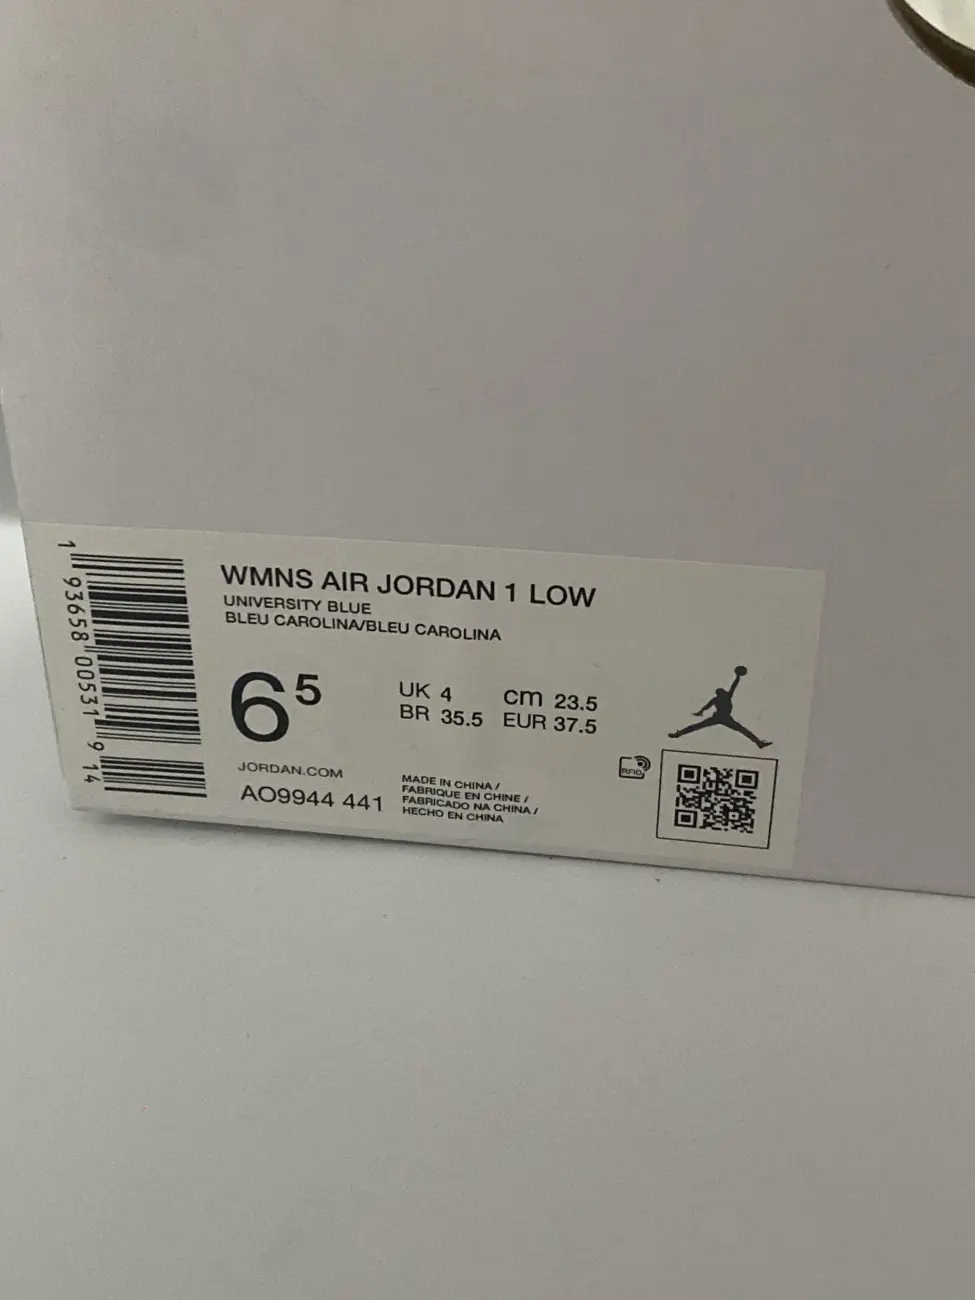 WMNS AIR JORDAN 1 LOW
UNIVERSITY BLUE
BLEU CAROLINA/BLEU CAROLINA
6⁵
UK 4 cm 23.5
BR 35.5 EUR 37.5
JORDAN.COM
AO9944 441
MADE IN CHINA /
FABRIQUE EN CHINE /
FABRICADO NA CHINA /
HECHO EN CHINA
RFID
1 93658 00531 9 14